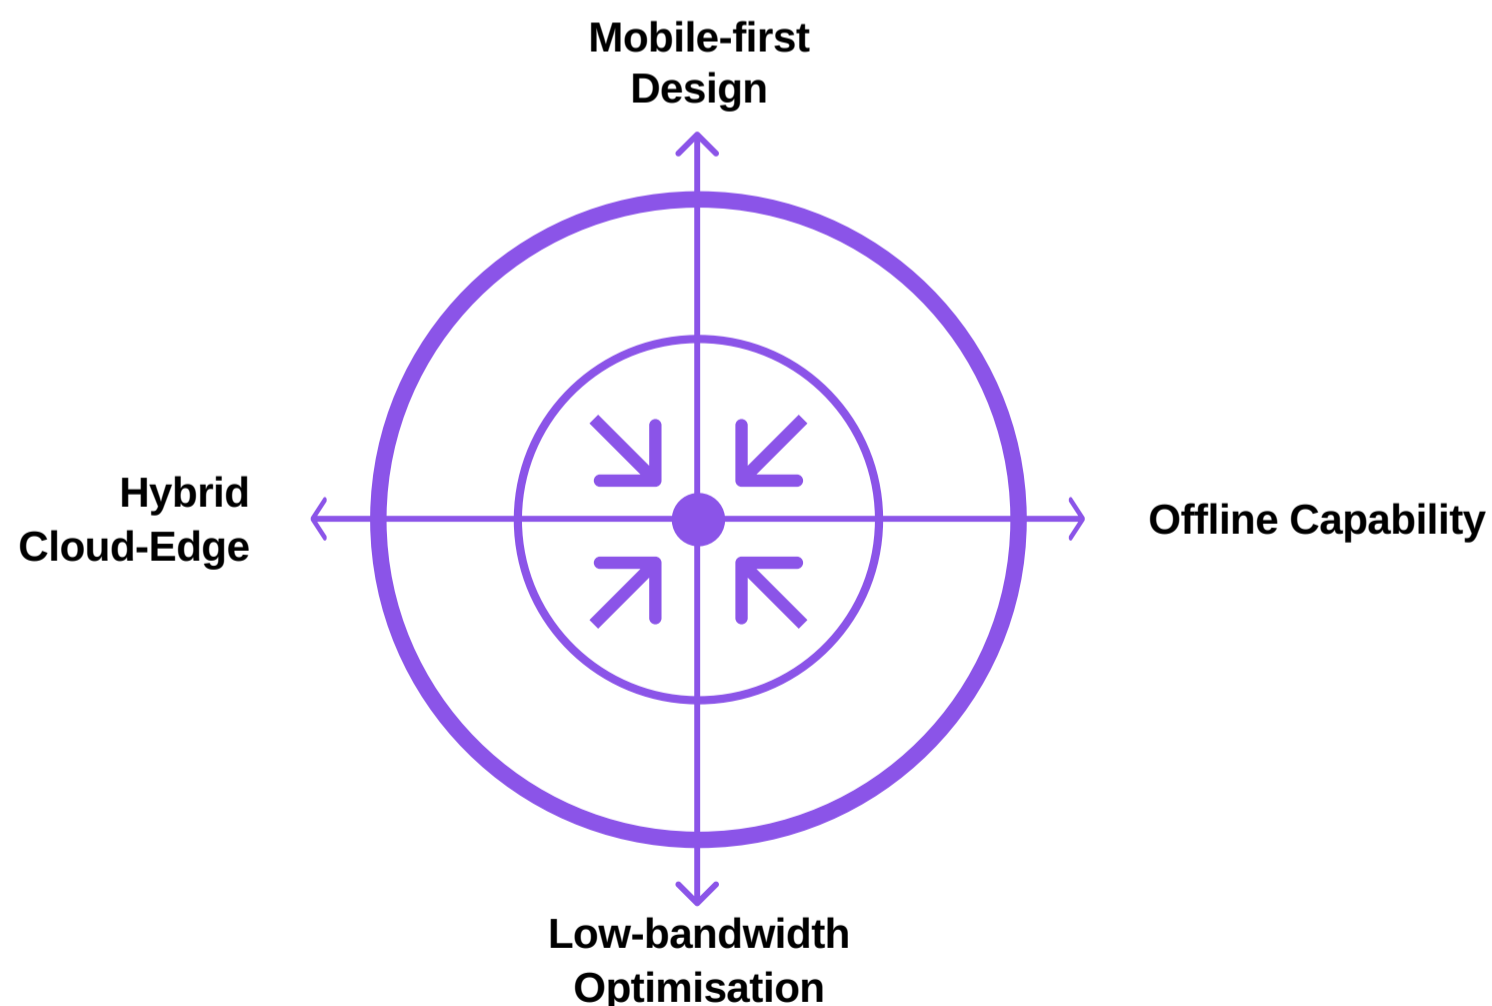 Mobile-first
Design
Hybrid
Cloud-Edge
Offline Capability
Low-bandwidth
Optimisation